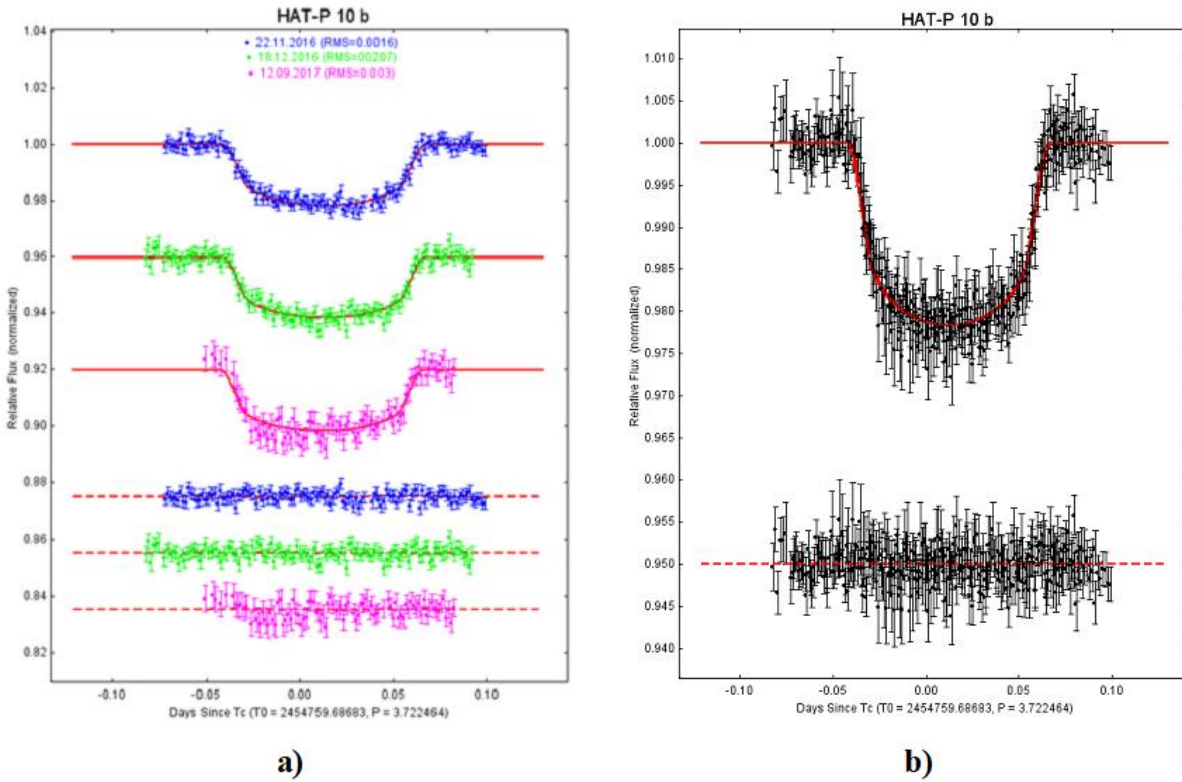 HAT-P 10 b
22.11.2016 (RMS=0.0016)
18.12.2016 (RMS=00207)
12.09.2017 (RMS=0.003)
1.04
1.02
1.00
0.98
0.96
0.94
0.92
0.90
0.88
0.86
0.84
0.82
Relative Flux (normalized)
-0.10 -0.05 0.00 0.05 0.10
Days Since Tc (T0 = 2454759.68683, P = 3.722464)
a)
HAT-P 10 b
1.010
1.005
1.000
0.995
0.990
0.985
0.980
0.975
0.970
0.965
0.960
0.955
0.950
0.945
0.940
Relative Flux (normalized)
-0.10 -0.05 0.00 0.05 0.10
Days Since Tc (T0 = 2454759.68683, P = 3.722464)
b)